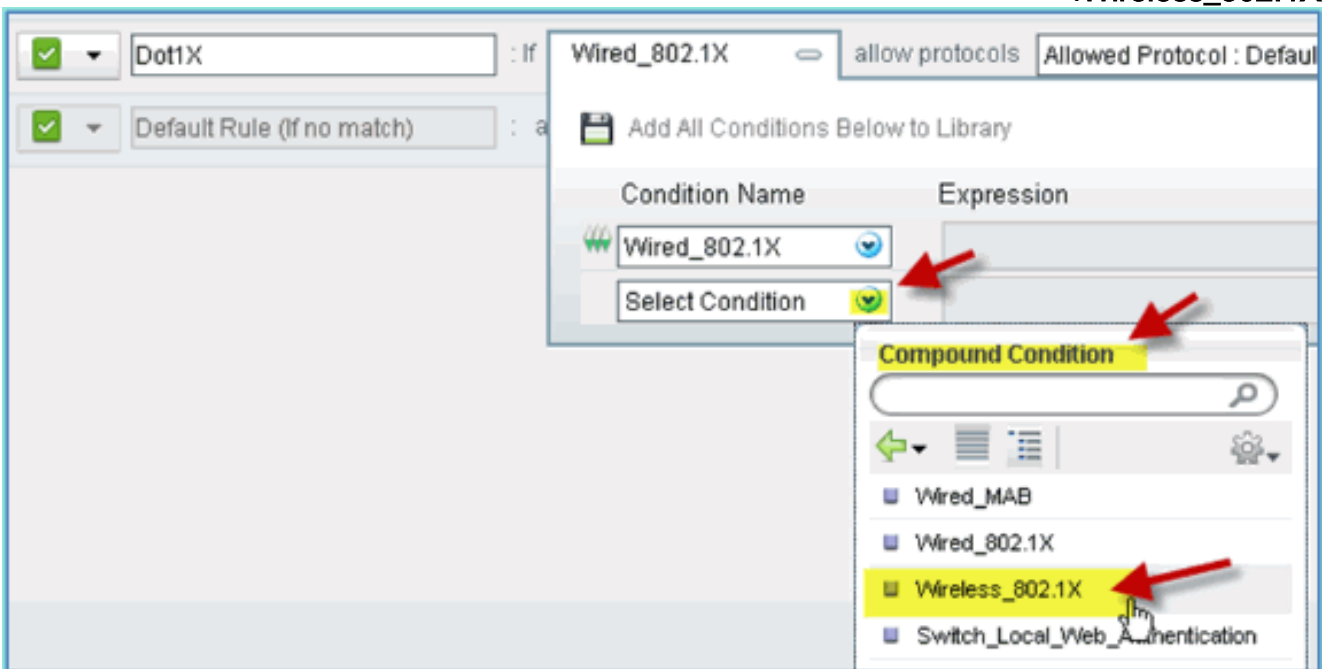 Dot1X : If Wired_802.1X allow protocols Allowed Protocol : Defaul
Default Rule (If no match) : a
Add All Conditions Below to Library
Condition Name Expression
Wired_802.1X
Select Condition
Compound Condition
Wired_MAB
Wired_802.1X
Wireless_802.1X
Switch_Local_Web_Authentication